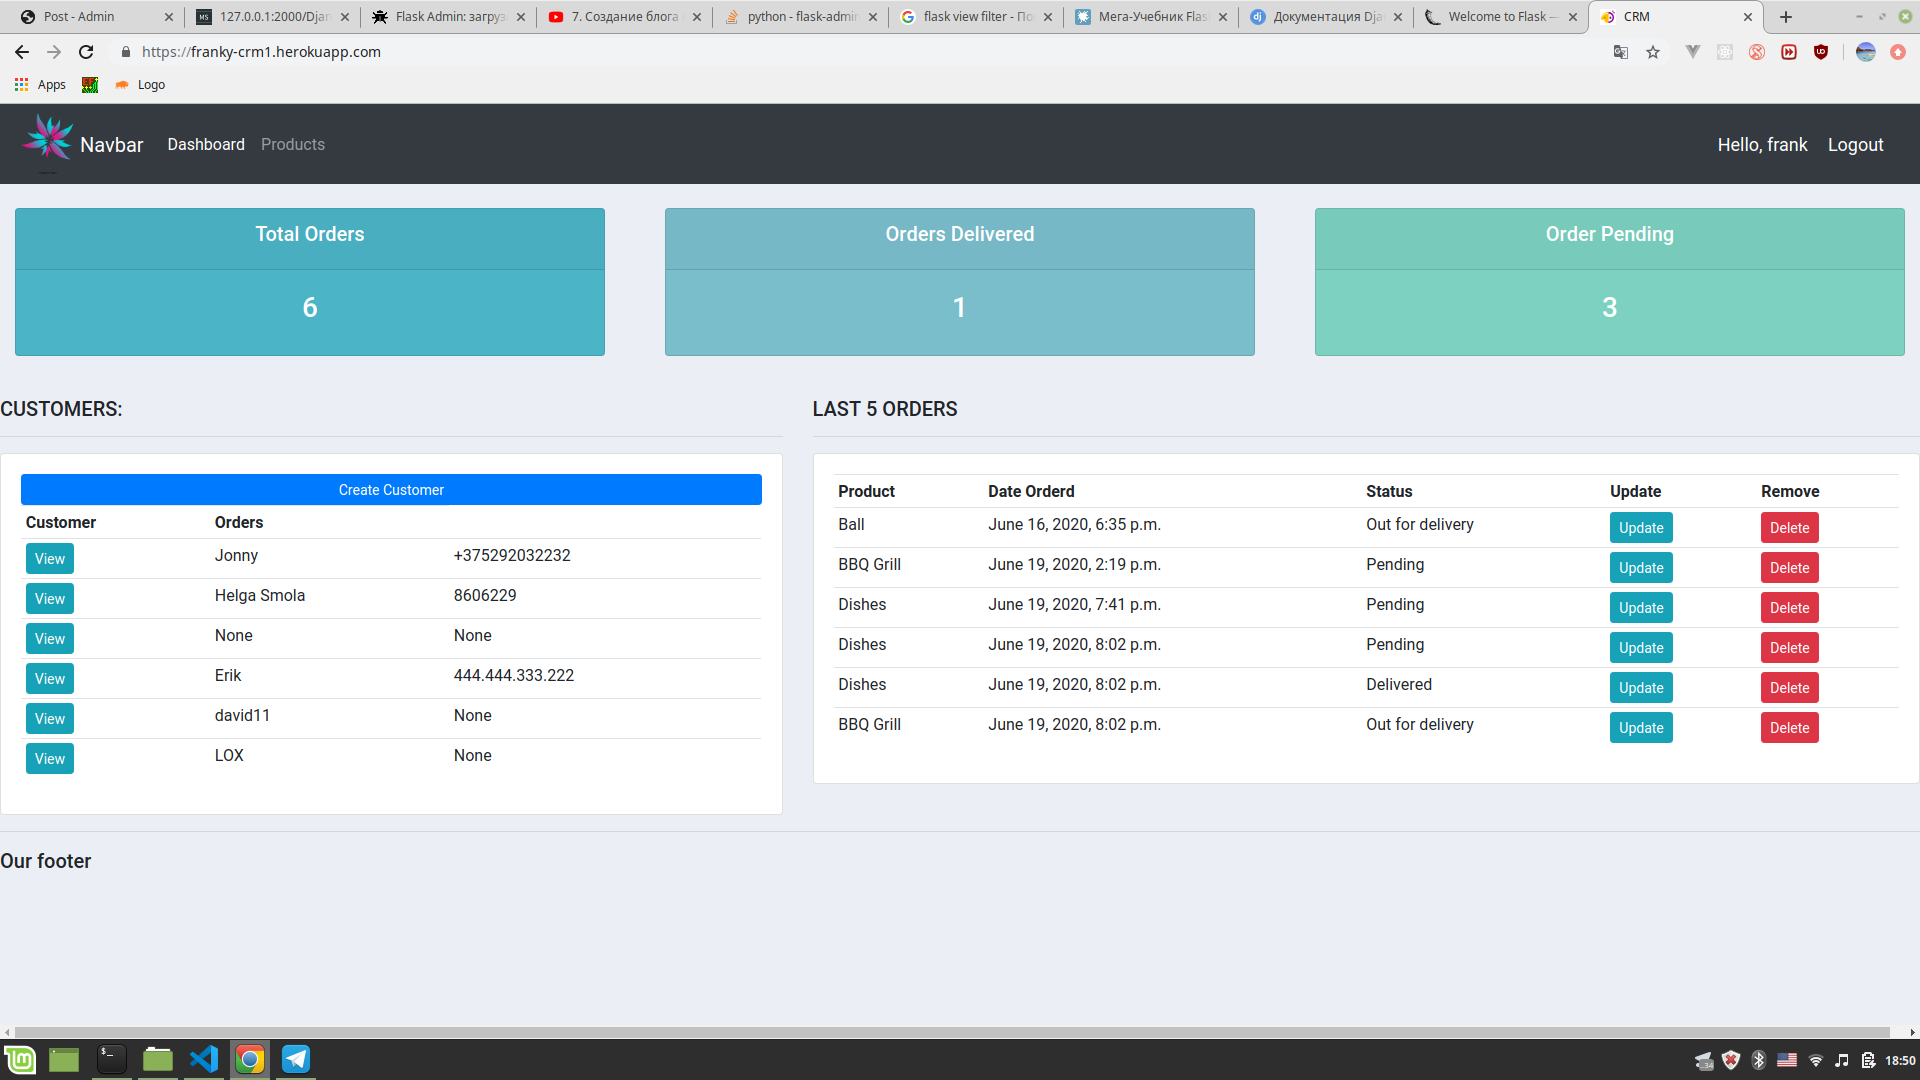 Post - Admin
127.0.0.1:2000/Djan
Flask Admin: загруз
7. Создание блога
python - flask-admin
flask view filter - По
Мега-Учебник Flas
Документация Dja
Welcome to Flask —
CRM
https://franky-crm1.herokuapp.com
Apps
Logo
Navbar Dashboard Products Hello, frank Logout
Total Orders
6
Orders Delivered
1
Order Pending
3
CUSTOMERS:
Create Customer
Customer Orders
View Jonny +375292032232
View Helga Smola 8606229
View None None
View Erik 444.444.333.222
View david11 None
View LOX None
LAST 5 ORDERS
Product Date Orderd Status Update Remove
Ball June 16, 2020, 6:35 p.m. Out for delivery Update Delete
BBQ Grill June 19, 2020, 2:19 p.m. Pending Update Delete
Dishes June 19, 2020, 7:41 p.m. Pending Update Delete
Dishes June 19, 2020, 8:02 p.m. Pending Update Delete
Dishes June 19, 2020, 8:02 p.m. Delivered Update Delete
BBQ Grill June 19, 2020, 8:02 p.m. Out for delivery Update Delete
Our footer
18:50